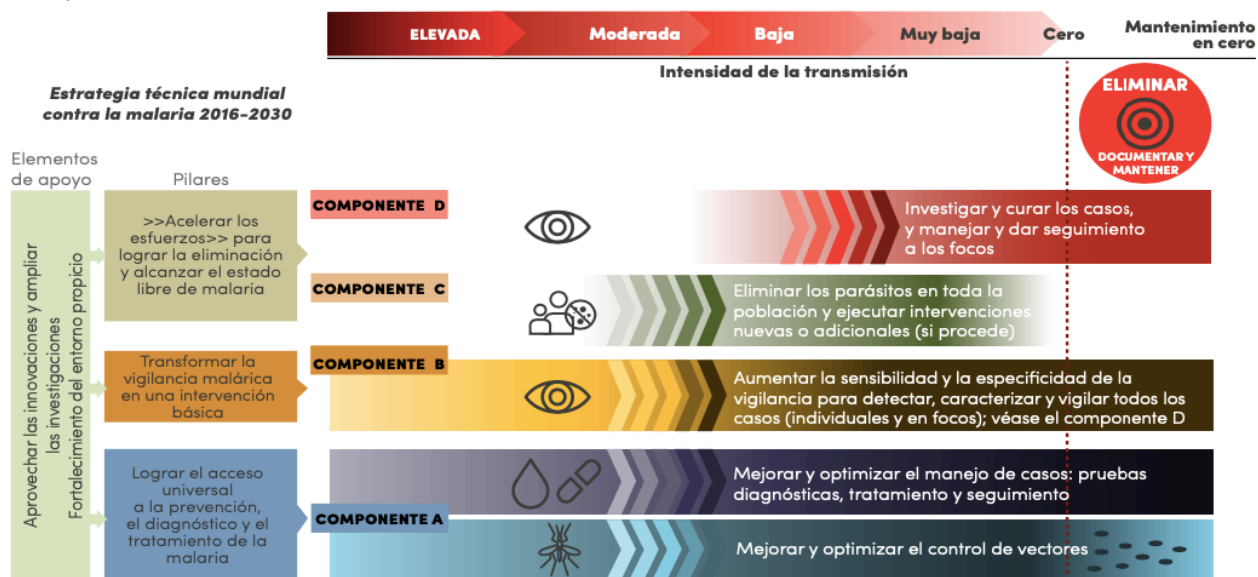 ELEVADA
Moderada
Baja
Muy baja
Cero
Mantenimiento
en cero
Intensidad de la transmisión
Estrategia técnica mundial
contra la malaria 2016-2030
ELIMINAR
DOCUMENTAR Y
MANTENER
Elementos
de apoyo
Pilares
Aprovechar las innovaciones y ampliar
las investigaciones
Fortalecimiento del entorno propicio
>>Acelerar los
esfuerzos>> para
lograr la eliminación
y alcanzar el estado
libre de malaria
COMPONENTE D
Investigar y curar los casos,
y manejar y dar seguimiento
a los focos
COMPONENTE C
Eliminar los parásitos en toda la
población y ejecutar intervenciones
nuevas o adicionales (si procede)
Transformar la
vigilancia malárica
en una intervención
básica
COMPONENTE B
Aumentar la sensibilidad y la especificidad de la
vigilancia para detectar, caracterizar y vigilar todos los
casos (individuales y en focos); véase el componente D
Lograr el acceso
universal
a la prevención,
el diagnóstico y el
tratamiento de la
malaria
COMPONENTE A
Mejorar y optimizar el manejo de casos: pruebas
diagnósticas, tratamiento y seguimiento
Mejorar y optimizar el control de vectores